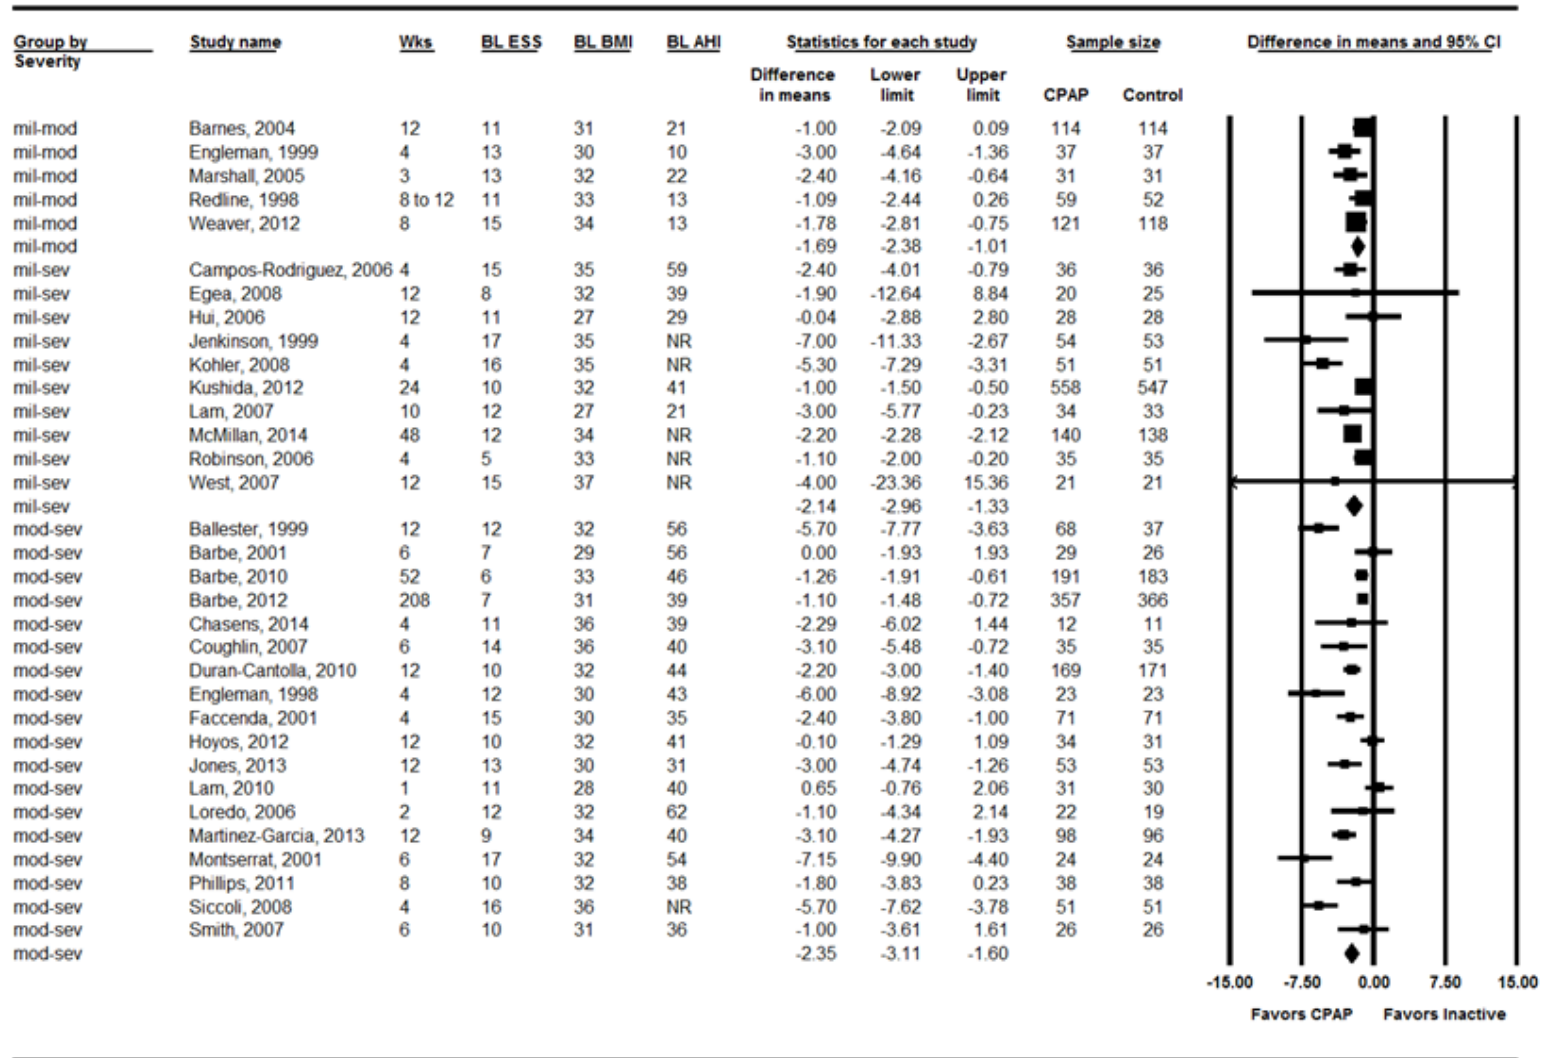 Group by Study name Wks BL ESS BL BMI BL AHI Statistics for each study Sample size Difference in means and 95% CI
Severity
Difference Lower Upper
in means limit limit CPAP Control
mil-mod Barnes, 2004 12 11 31 21 -1.00 -2.09 0.09 114 114
mil-mod Engleman, 1999 4 13 30 10 -3.00 -4.64 -1.36 37 37
mil-mod Marshall, 2005 3 13 32 22 -2.40 -4.16 -0.64 31 31
mil-mod Redline, 1998 8 to 12 11 33 13 -1.09 -2.44 0.26 59 52
mil-mod Weaver, 2012 8 15 34 13 -1.78 -2.81 -0.75 121 118
mil-mod -1.69 -2.38 -1.01
mil-sev Campos-Rodriguez, 2006 4 15 35 59 -2.40 -4.01 -0.79 36 36
mil-sev Egea, 2008 12 8 32 39 -1.90 -12.64 8.84 20 25
mil-sev Hui, 2006 12 11 27 29 -0.04 -2.88 2.80 28 28
mil-sev Jenkinson, 1999 4 17 35 NR -7.00 -11.33 -2.67 54 53
mil-sev Kohler, 2008 4 16 35 NR -5.30 -7.29 -3.31 51 51
mil-sev Kushida, 2012 24 10 32 41 -1.00 -1.50 -0.50 558 547
mil-sev Lam, 2007 10 12 27 21 -3.00 -5.77 -0.23 34 33
mil-sev McMillan, 2014 48 12 34 NR -2.20 -2.28 -2.12 140 138
mil-sev Robinson, 2006 4 5 33 NR -1.10 -2.00 -0.20 35 35
mil-sev West, 2007 12 15 37 NR -4.00 -23.36 15.36 21 21
mil-sev -2.14 -2.96 -1.33
mod-sev Ballester, 1999 12 12 32 56 -5.70 -7.77 -3.63 68 37
mod-sev Barbe, 2001 6 7 29 56 0.00 -1.93 1.93 29 26
mod-sev Barbe, 2010 52 6 33 46 -1.26 -1.91 -0.61 191 183
mod-sev Barbe, 2012 208 7 31 39 -1.10 -1.48 -0.72 357 366
mod-sev Chasens, 2014 4 11 36 39 -2.29 -6.02 1.44 12 11
mod-sev Coughlin, 2007 6 14 36 40 -3.10 -5.48 -0.72 35 35
mod-sev Duran-Cantolla, 2010 12 10 32 44 -2.20 -3.00 -1.40 169 171
mod-sev Engleman, 1998 4 12 30 43 -6.00 -8.92 -3.08 23 23
mod-sev Faccenda, 2001 4 15 30 35 -2.40 -3.80 -1.00 71 71
mod-sev Hoyos, 2012 12 10 32 41 -0.10 -1.29 1.09 34 31
mod-sev Jones, 2013 12 13 30 31 -3.00 -4.74 -1.26 53 53
mod-sev Lam, 2010 1 11 28 40 0.65 -0.76 2.06 31 30
mod-sev Loredo, 2006 2 12 32 62 -1.10 -4.34 2.14 22 19
mod-sev Martinez-Garcia, 2013 12 9 34 40 -3.10 -4.27 -1.93 98 96
mod-sev Montserrat, 2001 6 17 32 54 -7.15 -9.90 -4.40 24 24
mod-sev Phillips, 2011 8 10 32 38 -1.80 -3.83 0.23 38 38
mod-sev Siccoli, 2008 4 16 36 NR -5.70 -7.62 -3.78 51 51
mod-sev Smith, 2007 6 10 31 36 -1.00 -3.61 1.61 26 26
mod-sev -2.35 -3.11 -1.60
-15.00 -7.50 0.00 7.50 15.00
Favors CPAP Favors Inactive